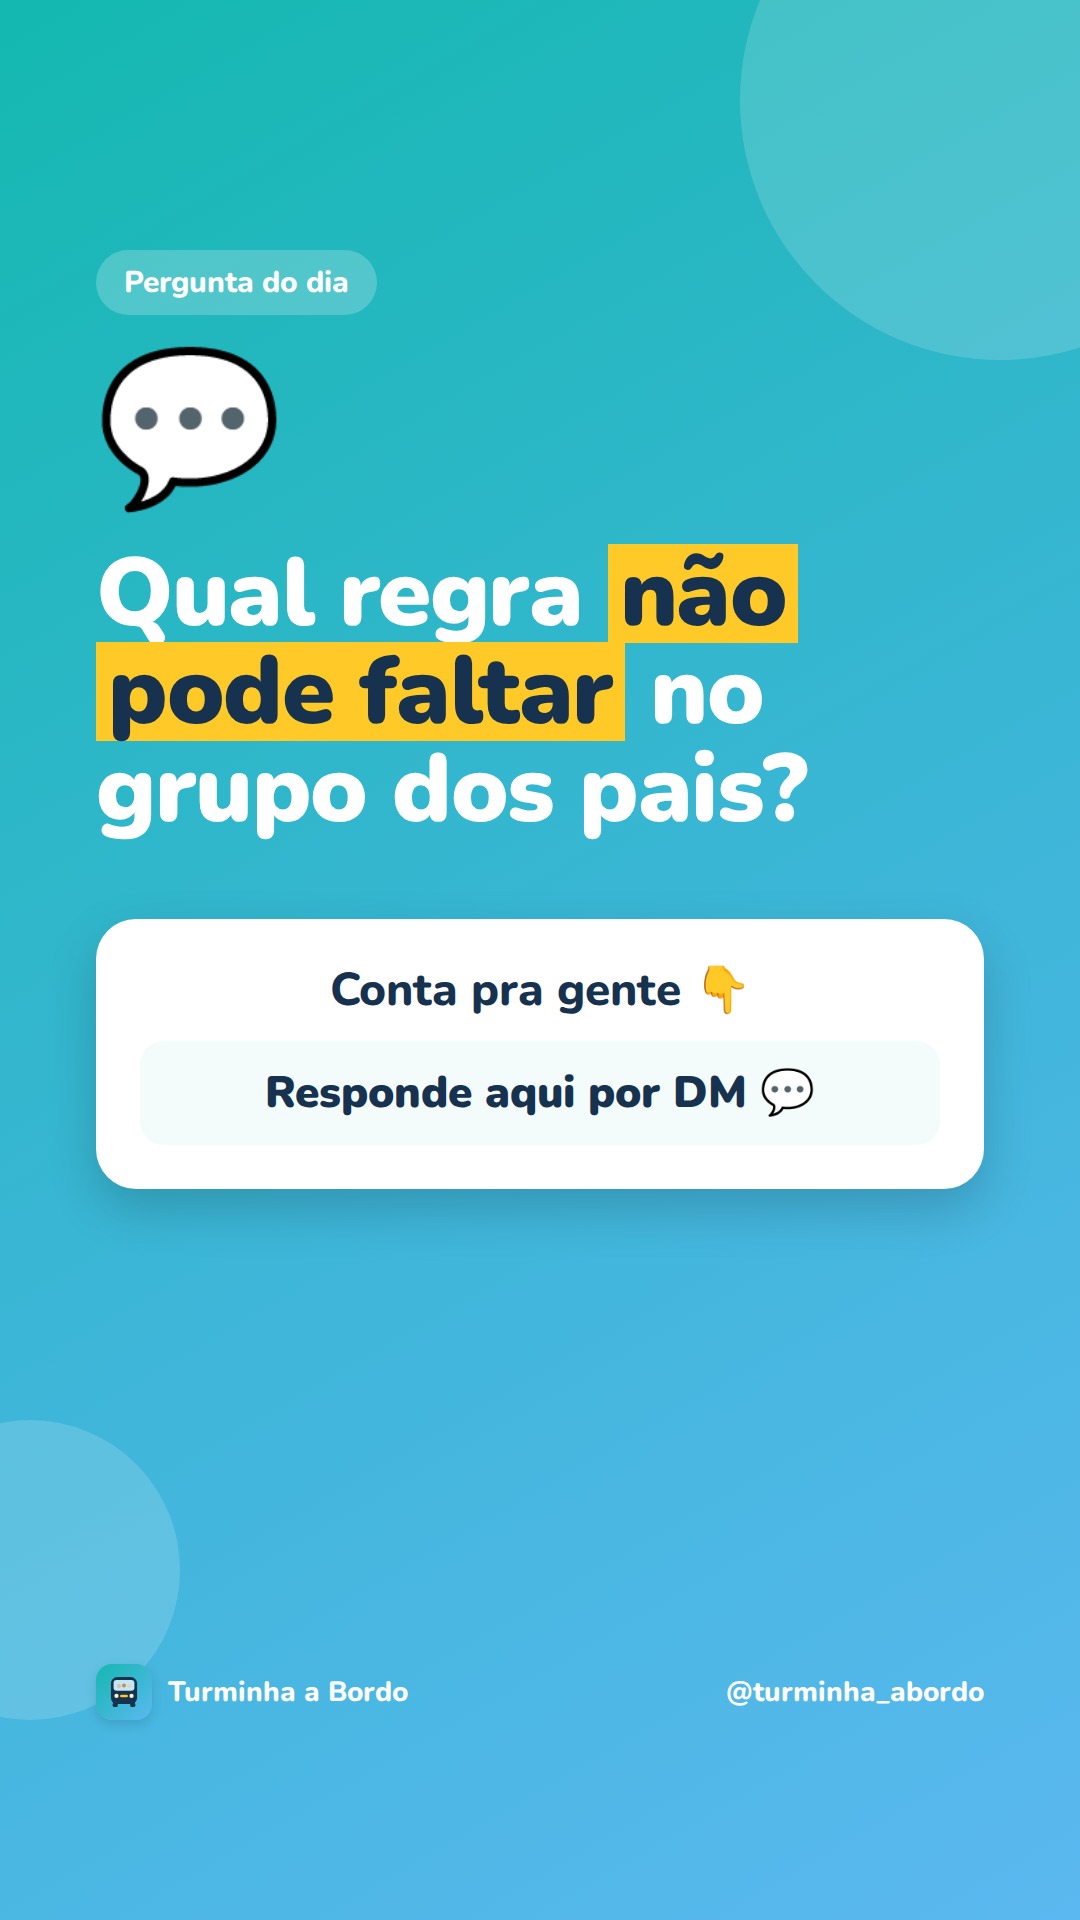 Pergunta do dia
Qual regra não
pode faltar no
grupo dos pais?
Conta pra gente 👇
Responde aqui por DM 💬
Turminha a Bordo
@turminha_abordo